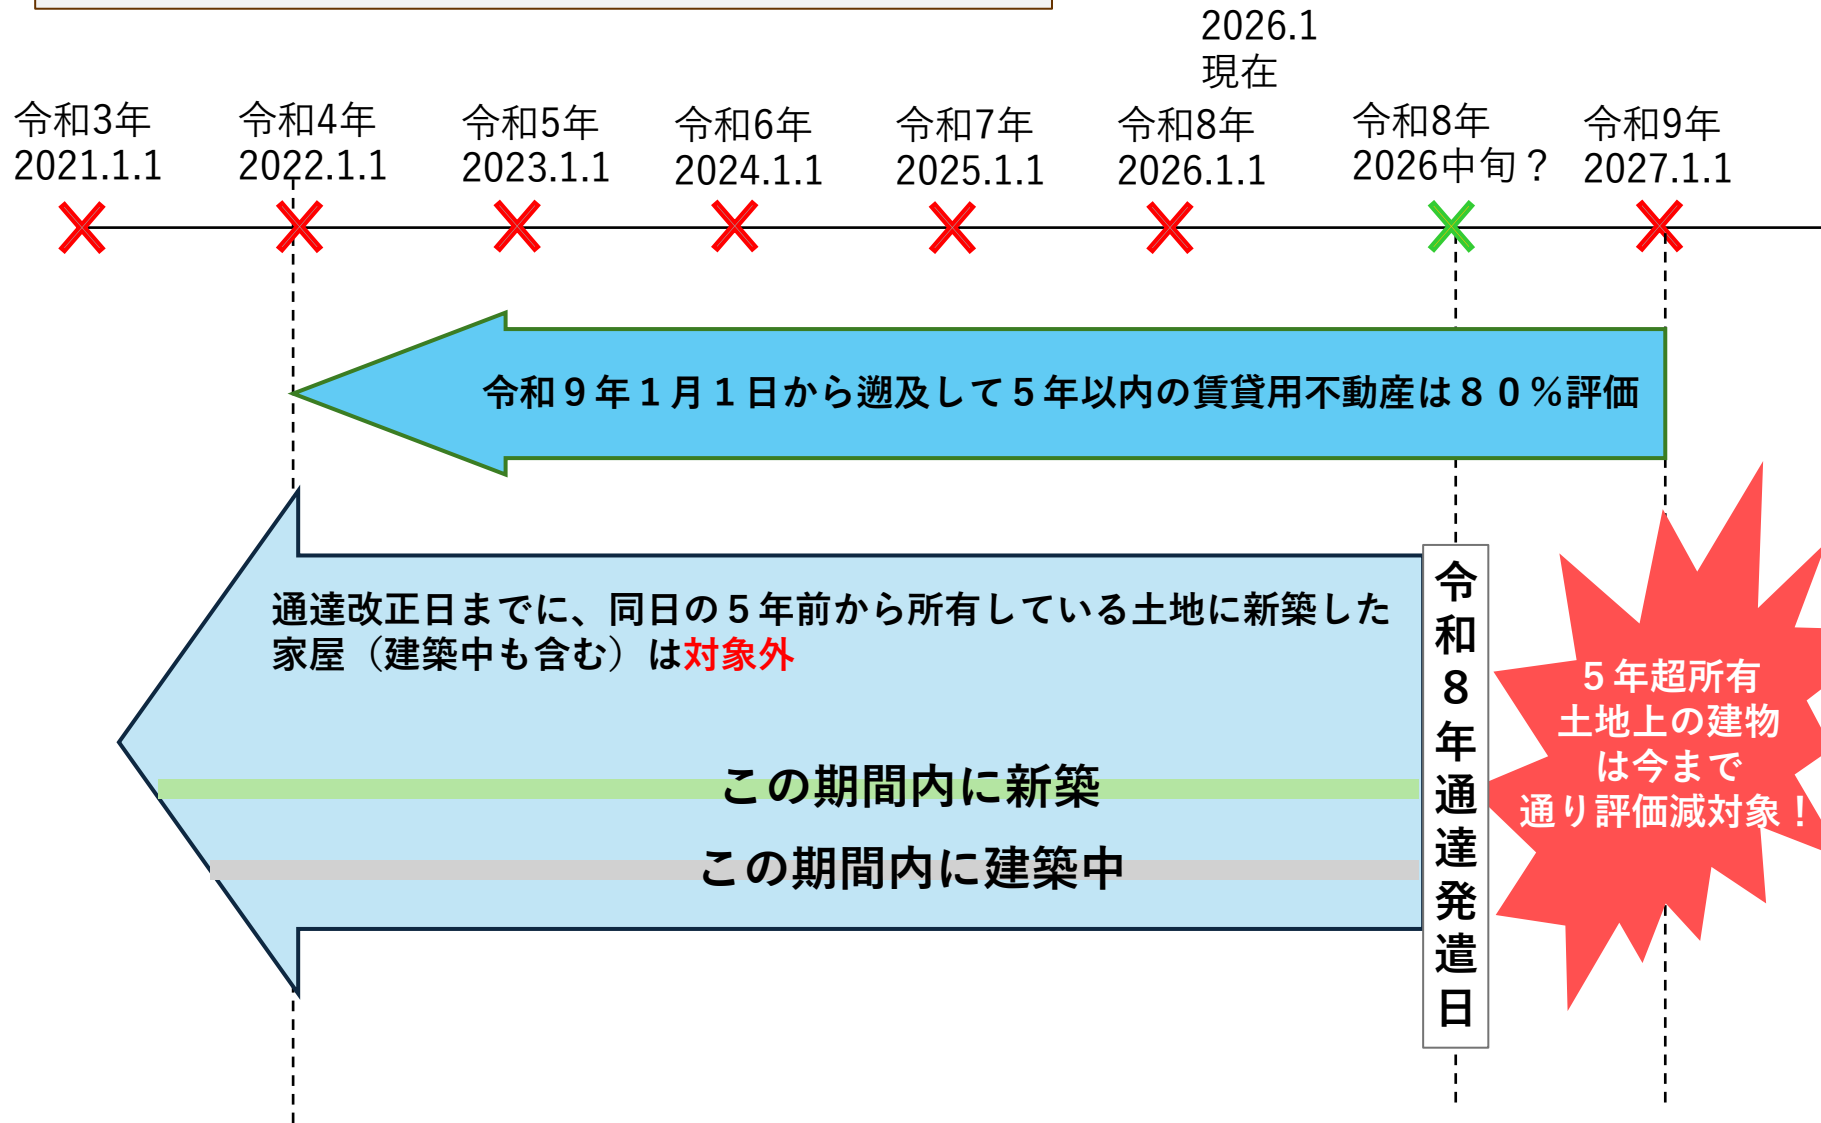 2026.1
現在
令和3年
2021.1.1
令和4年
2022.1.1
令和5年
2023.1.1
令和6年
2024.1.1
令和7年
2025.1.1
令和8年
2026.1.1
令和8年
2026中旬？
令和9年
2027.1.1
令和９年１月１日から遡及して５年以内の賃貸用不動産は８０％評価
通達改正日までに、同日の５年前から所有している土地に新築した
家屋（建築中も含む）は対象外
この期間内に新築
この期間内に建築中
令和８年通達発遣日
５年超所有
土地上の建物
は今まで
通り評価減対象！